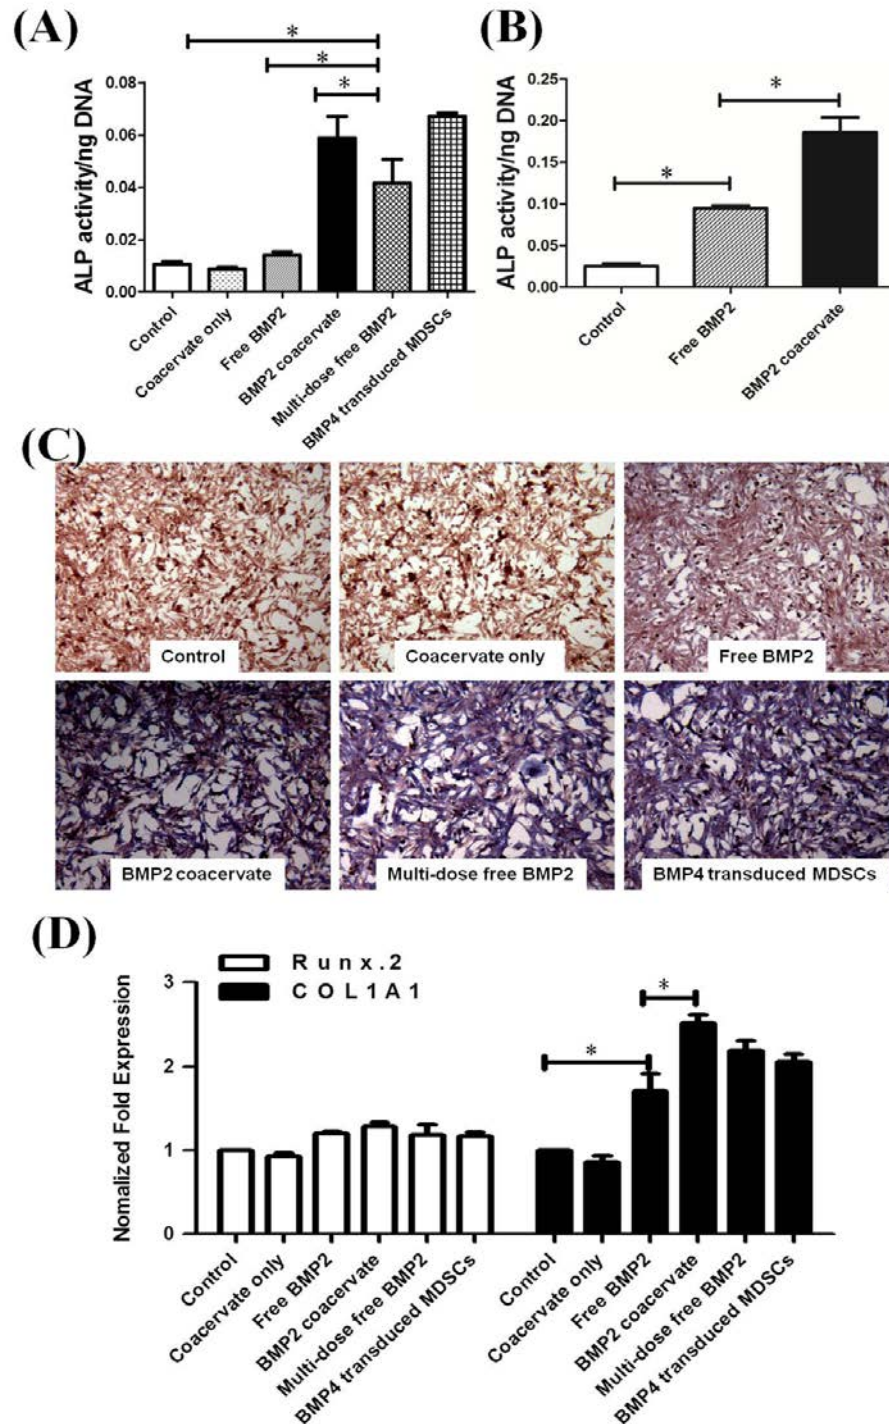 (A)
*
*
*
ALP activity/ng DNA
0.08
0.06
0.04
0.02
0.00
Control
Coacervate only
Free BMP2
BMP2 coacervate
Multi-dose free BMP2
BMP4 transduced MDSCs
(B)
*
*
ALP activity/ng DNA
0.25
0.20
0.15
0.10
0.05
0.00
Control
Free BMP2
BMP2 coacervate
(C)
Control
Coacervate only
Free BMP2
BMP2 coacervate
Multi-dose free BMP2
BMP4 transduced MDSCs
(D)
Runx.2
COL1A1
*
*
Nomalized Fold Expression
3
2
1
0
Control
Coacervate only
Free BMP2
BMP2 coacervate
Multi-dose free BMP2
BMP4 transduced MDSCs
Control
Coacervate only
Free BMP2
BMP2 coacervate
Multi-dose free BMP2
BMP4 transduced MDSCs